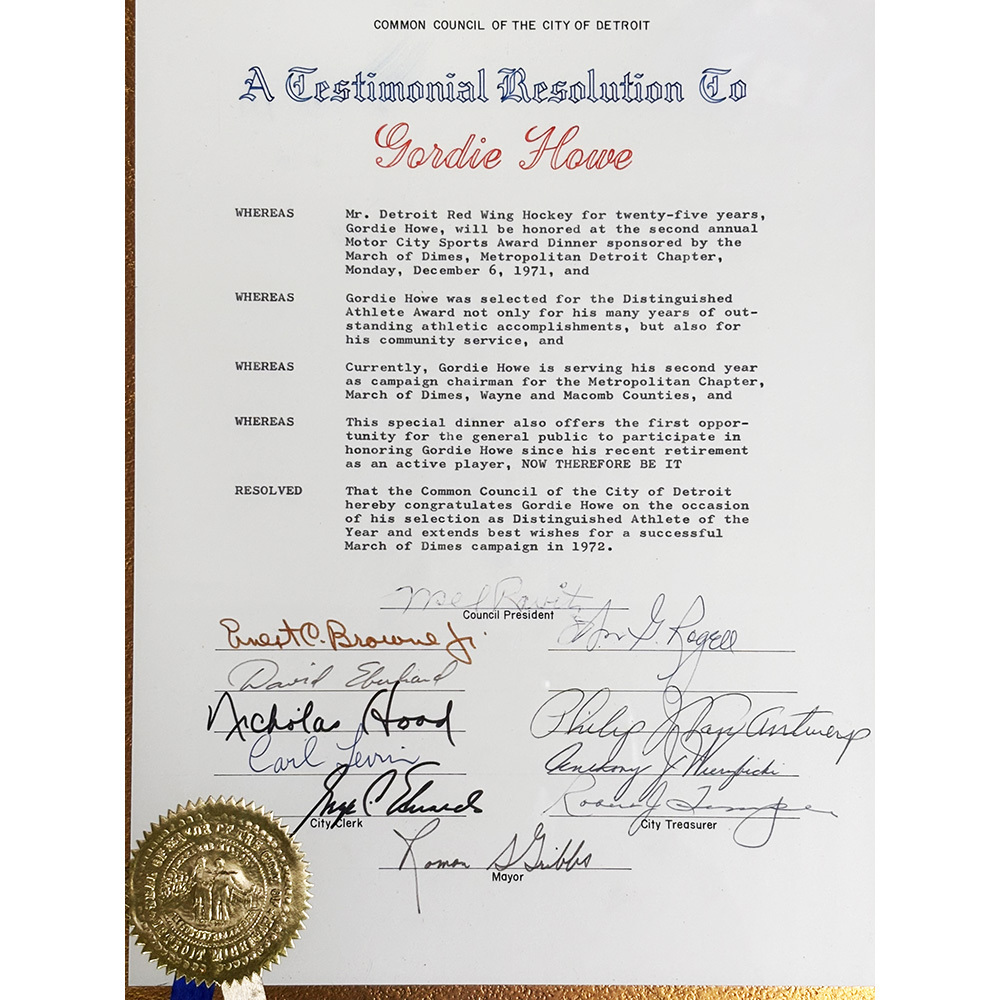 COMMON COUNCIL OF THE CITY OF DETROIT
A Testimonial Resolution To
Gordie Howe
WHEREAS Mr. Detroit Red Wing Hockey for twenty-five years,
Gordie Howe, will be honored at the second annual
Motor City Sports Award Dinner sponsored by the
March of Dimes, Metropolitan Detroit Chapter,
Monday, December 6, 1971, and
WHEREAS Gordie Howe was selected for the Distinguished
Athlete Award not only for his many years of out-
standing athletic accomplishments, but also for
his community service, and
WHEREAS Currently, Gordie Howe is serving his second year
as campaign chairman for the Metropolitan Chapter,
March of Dimes, Wayne and Macomb Counties, and
WHEREAS This special dinner also offers the first oppor-
tunity for the general public to participate in
honoring Gordie Howe since his recent retirement
as an active player, NOW THEREFORE BE IT
RESOLVED That the Common Council of the City of Detroit
hereby congratulates Gordie Howe on the occasion
of his selection as Distinguished Athlete of the
Year and extends best wishes for a successful
March of Dimes campaign in 1972.
Mel Ravitz
Council President
Ernest C. Browne Jr.
Wm. G. Rogell
David Eberhard
Nicholas Hood
Philip J. Van Antwerp
Carl Levin
Anthony J. Wierzbicki
George C. Edwards
Robert J.
City Clerk
City Treasurer
Roman S Gribbs
Mayor